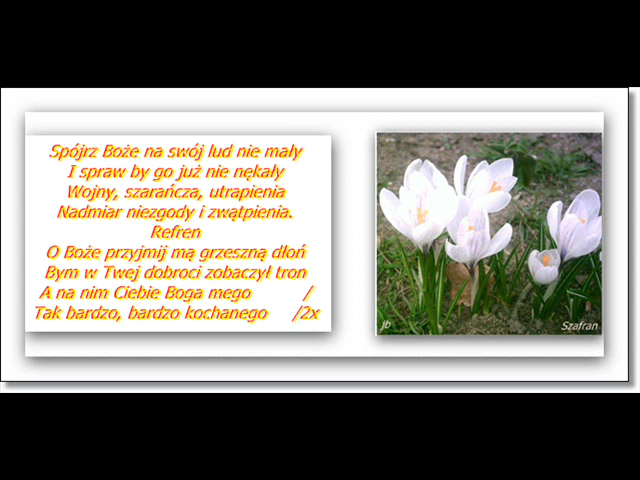 Spójrz Boże na swój lud nie mały
I spraw by go już nie nękały
Wojny, szarańcza, utrapienia
Nadmiar niezgody i zwątpienia.
Refren
O Boże przyjmij mą grzeszną dłoń
Bym w Twej dobroci zobaczył tron
A na nim Ciebie Boga mego /
Tak bardzo, bardzo kochanego /2x
jb Szafran